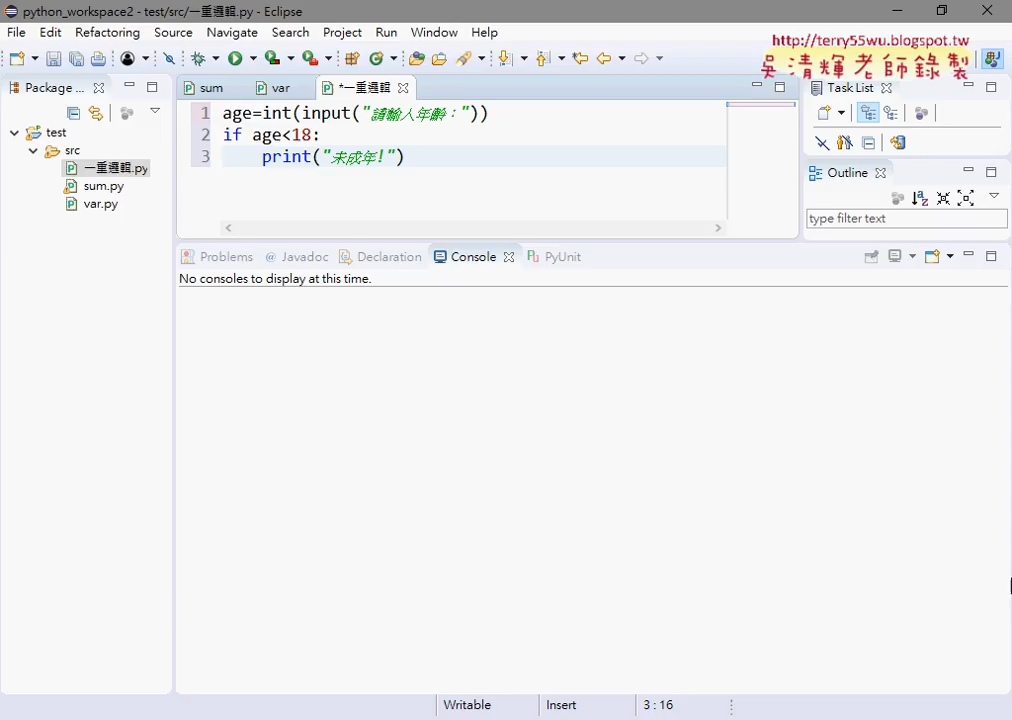 python_workspace2 - test/src/一重邏輯.py - Eclipse
File Edit Refactoring Source Navigate Search Project Run Window Help
http://terry55wu.blogspot.tw
吳清輝老師錄製
Package ...
sum
var
*一重邏輯
Task List
1 age=int(input("請輸入年齡："))
2 if age<18:
3 print("未成年!")
test
src
一重邏輯.py
sum.py
var.py
Outline
type filter text
Problems
@ Javadoc
Declaration
Console
PyUnit
No consoles to display at this time.
Writable
Insert
3 : 16